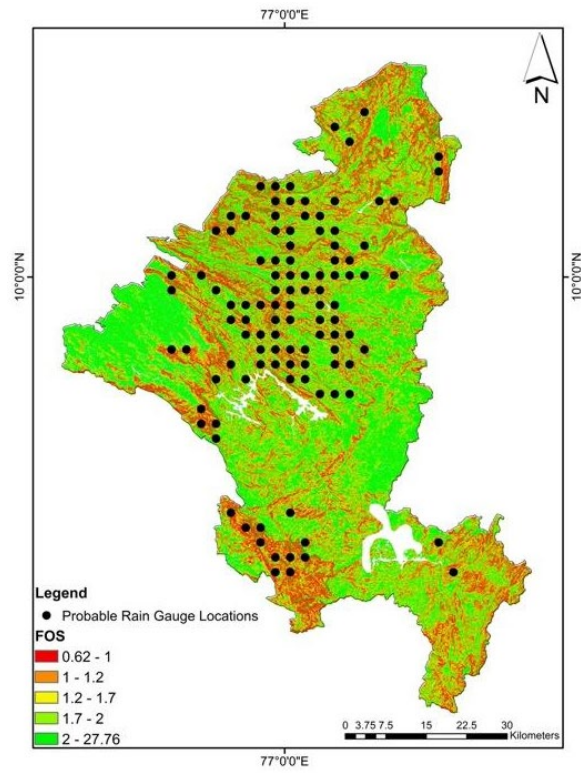 77°0'0"E
N
10°0'0"N
10°0'0"N
Legend
Probable Rain Gauge Locations
FOS
0.62 - 1
1 - 1.2
1.2 - 1.7
1.7 - 2
2 - 27.76
0 3.75 7.5 15 22.5 30
Kilometers
77°0'0"E